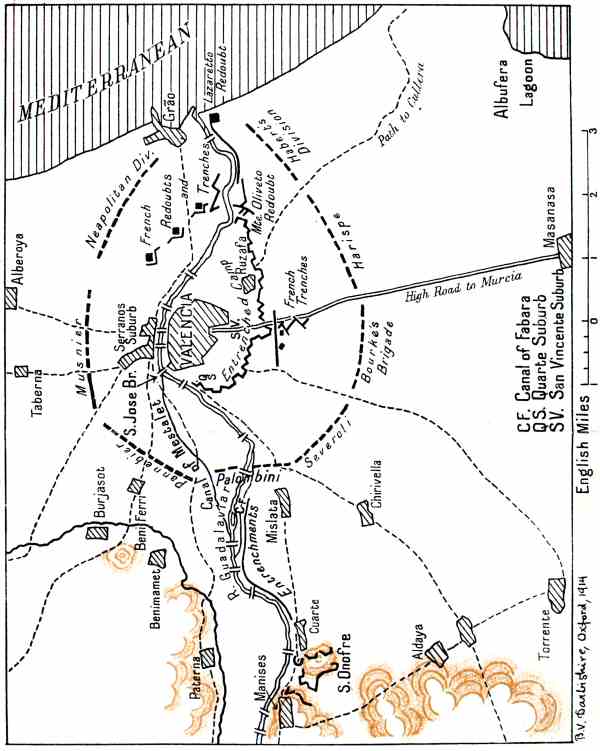 MEDITERRANEAN
Albufera
Lagoon
Grāo
Lazaretto
Redoubt
Path to Cullera
Habert's
Division
Neapolitan Div.
French
Redoubts
and
Trenches
Mte. Oliveto
Redoubt
Harispe
Alberoya
Camp
Ruzafa
Entrenched
French
Trenches
High Road to Murcia
Masanasa
Serranos
Suburb
VALENCIA
S.V.
Q.S.
Musnier
Taberna
S. Jose Br.
Bourke's
Brigade
C.F. Canal of Fabara
Q.S. Quarte Suburb
S.V. San Vincente Suburb
Canal of Mestalet
Pannetier
Palombini
Severoli
Burjasot
Beni Ferri
Benimamet
R. Guadalaviar
C.F.
Entrenchments
Mislata
Chirivella
Paterna
Manises
Cuarte
S. Onofre
Aldaya
Torrente
English Miles
1 0 1 2 3
B.V. Darbishire, Oxford, 1914